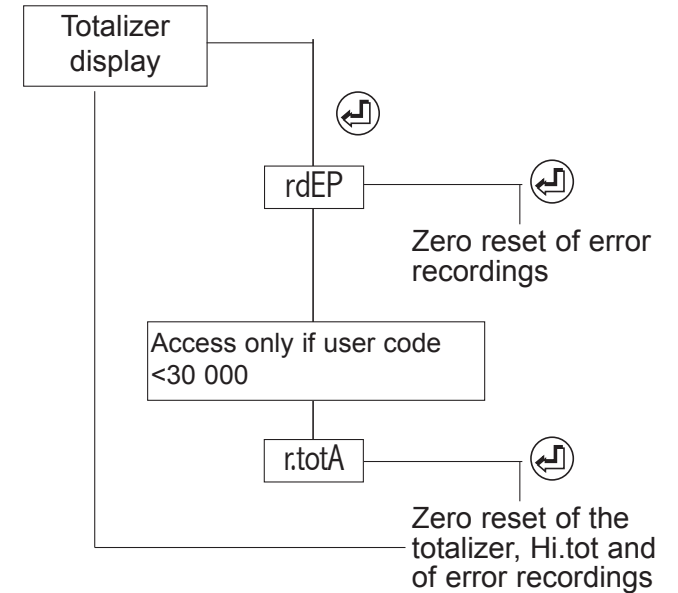 Totalizer
display
rdEP
Zero reset of error
recordings
Access only if user code
<30 000
r.totA
Zero reset of the
totalizer, Hi.tot and
of error recordings